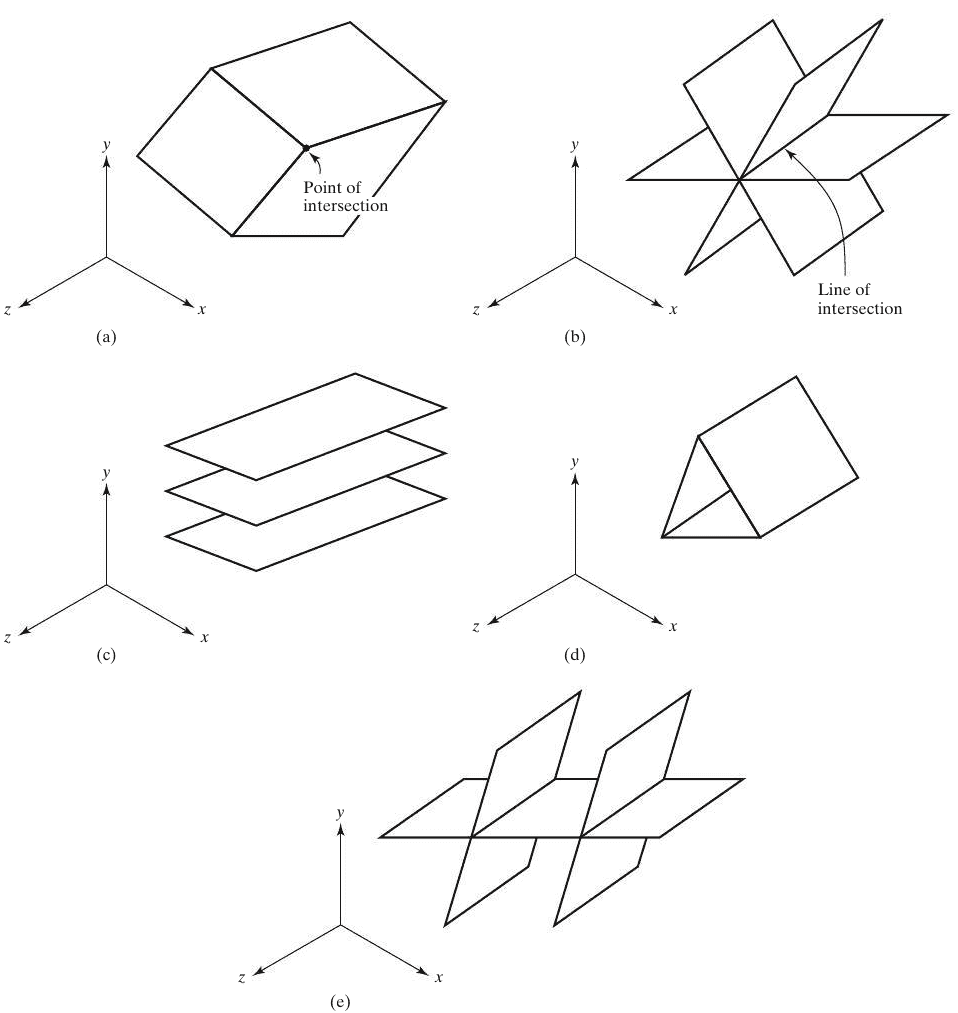 y
y
Point of
intersection
z
x
z
x
Line of
intersection
(a)
(b)
y
y
z
x
z
x
(c)
(d)
y
z
x
(e)